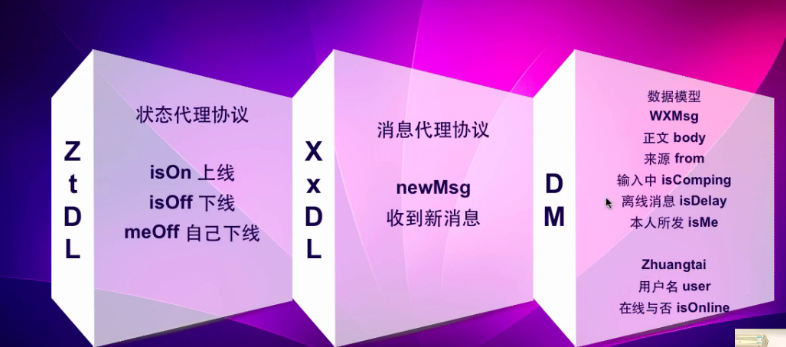 ZtDL
状态代理协议
isOn 上线
isOff 下线
meOff 自己下线
XxDL
消息代理协议
newMsg
收到新消息
DM
数据模型
WXMsg
正文 body
来源 from
输入中 isComping
离线消息 isDelay
本人所发 isMe
Zhuangtai
用户名 user
在线与否 isOnline